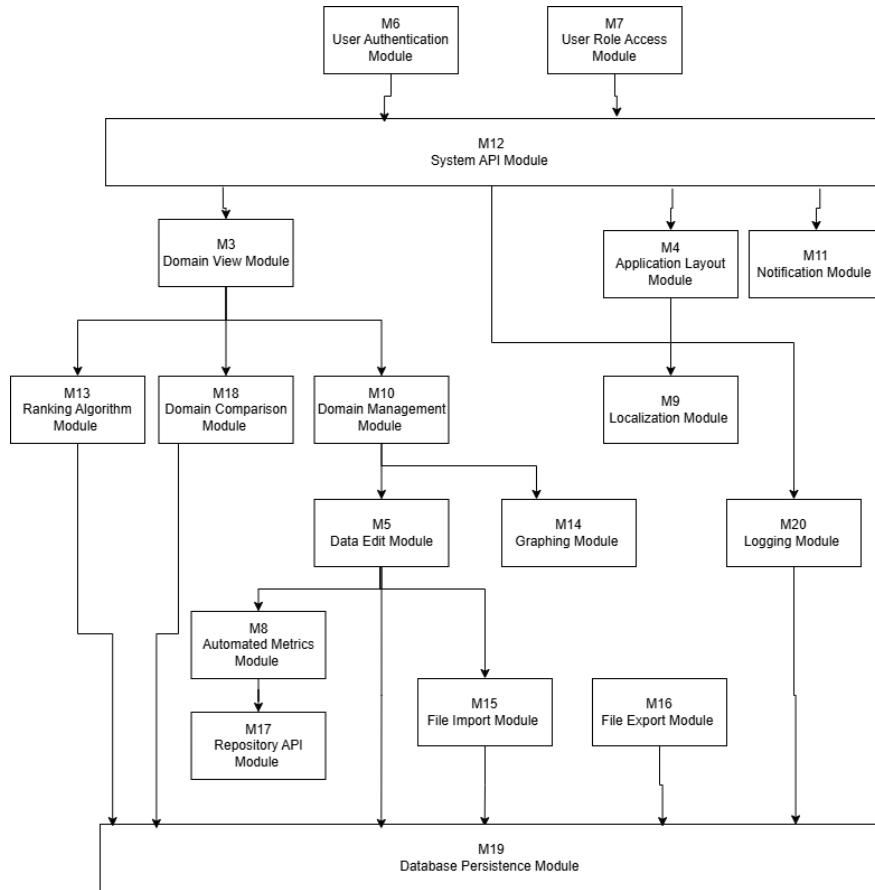 M6
User Authentication
Module
M7
User Role Access
Module
M12
System API Module
M3
Domain View Module
M4
Application Layout
Module
M11
Notification Module
M13
Ranking Algorithm
Module
M18
Domain Comparison
Module
M10
Domain Management
Module
M9
Localization Module
M5
Data Edit Module
M14
Graphing Module
M20
Logging Module
M8
Automated Metrics
Module
M15
File Import Module
M16
File Export Module
M17
Repository API
Module
M19
Database Persistence Module